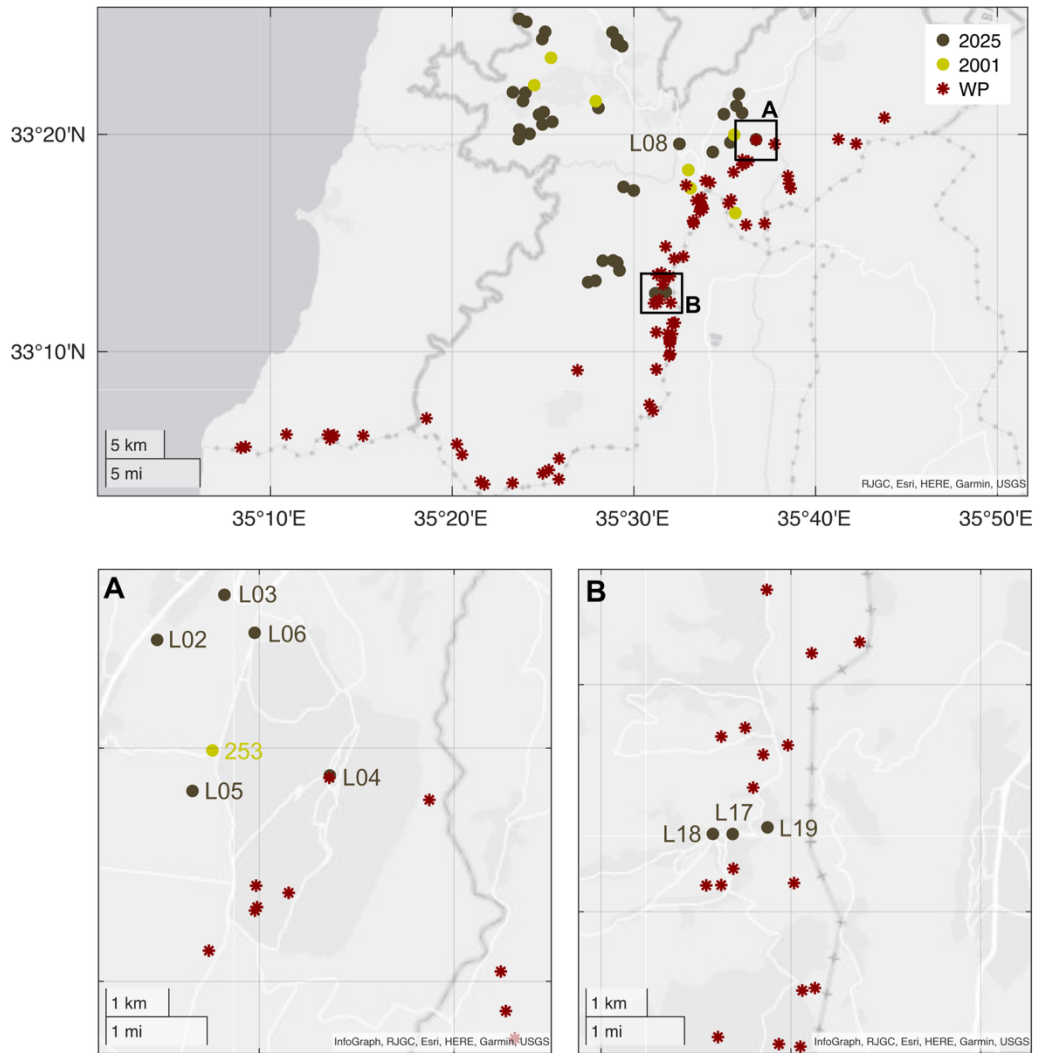 2025
2001
WP
A
33°20'N
L08
B
33°10'N
5 km
5 mi
RJGC, Esri, HERE, Garmin, USGS
35°10'E
35°20'E
35°30'E
35°40'E
35°50'E
A
L03
L06
L02
253
L05
L04
1 km
1 mi
InfoGraph, RJGC, Esri, HERE, Garmin, USGS
B
L17
L18
L19
1 km
1 mi
InfoGraph, RJGC, Esri, HERE, Garmin, USGS